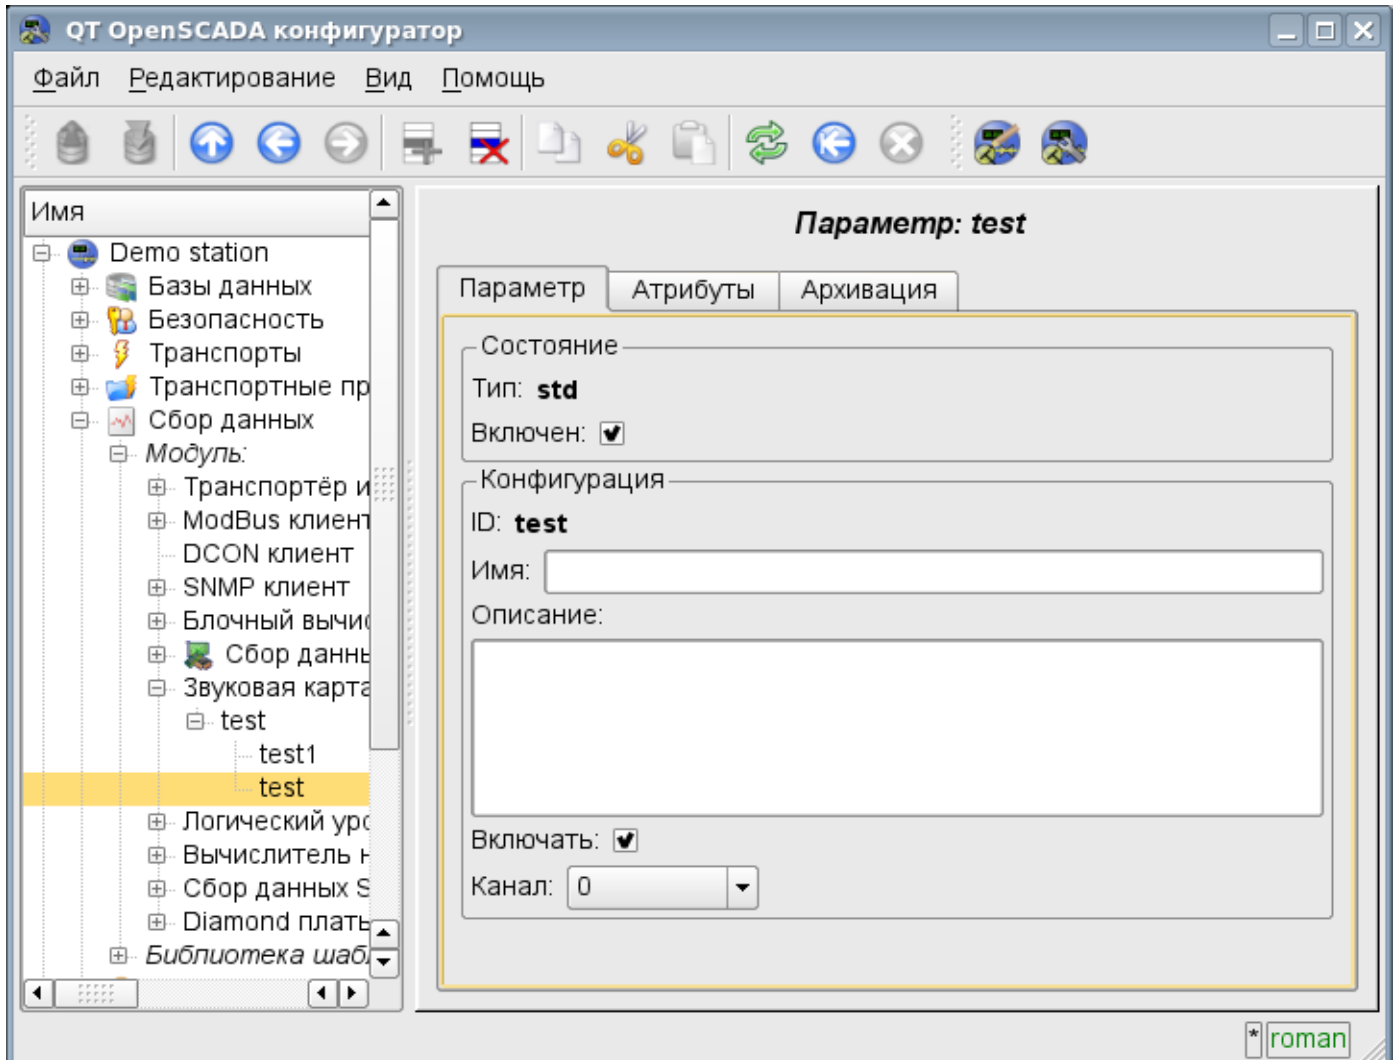 QT OpenSCADA конфигуратор
Файл Редактирование Вид Помощь
Имя
Demo station
Базы данных
Безопасность
Транспорты
Транспортные пр
Сбор данных
Модуль:
Транспортёр и
ModBus клиент
DCON клиент
SNMP клиент
Блочный вычис
Сбор данны
Звуковая карта
test
test1
test
Логический уро
Вычислитель н
Сбор данных S
Diamond платы
Библиотека шабл
Параметр: test
Параметр Атрибуты Архивация
Состояние
Тип: std
Включен:
Конфигурация
ID: test
Имя:
Описание:
Включать:
Канал: 0
* roman